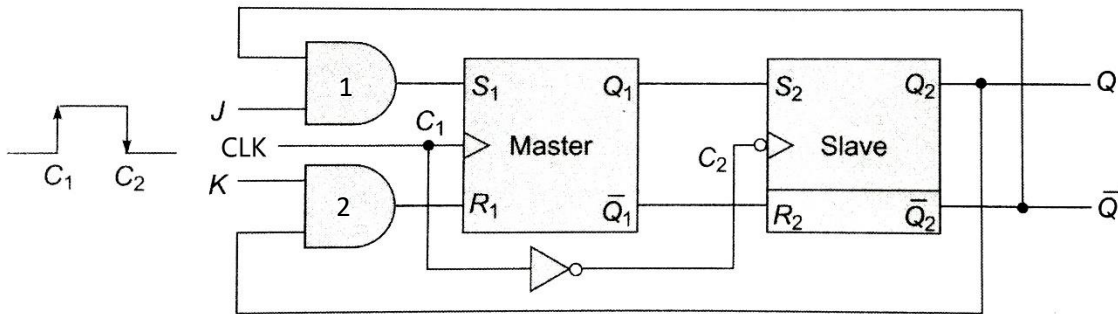 1
S₁
Q₁
S₂
Q₂
Q
J
C₁
CLK
Master
C₂
Slave
C₁
C₂
K
2
R₁
Q̅₁
R₂
Q̅₂
Q̅